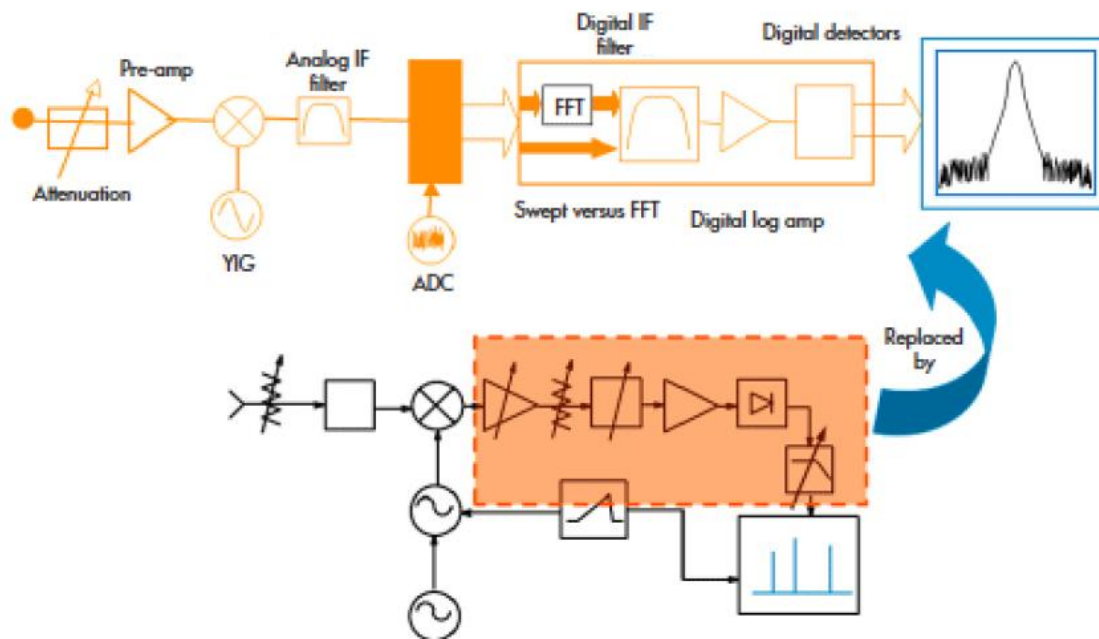 Digital IF
filter
Digital detectors
Analog IF
filter
Pre-amp
FFT
Attenuation
YIG
ADC
Swept versus FFT
Digital log amp
Replaced
by